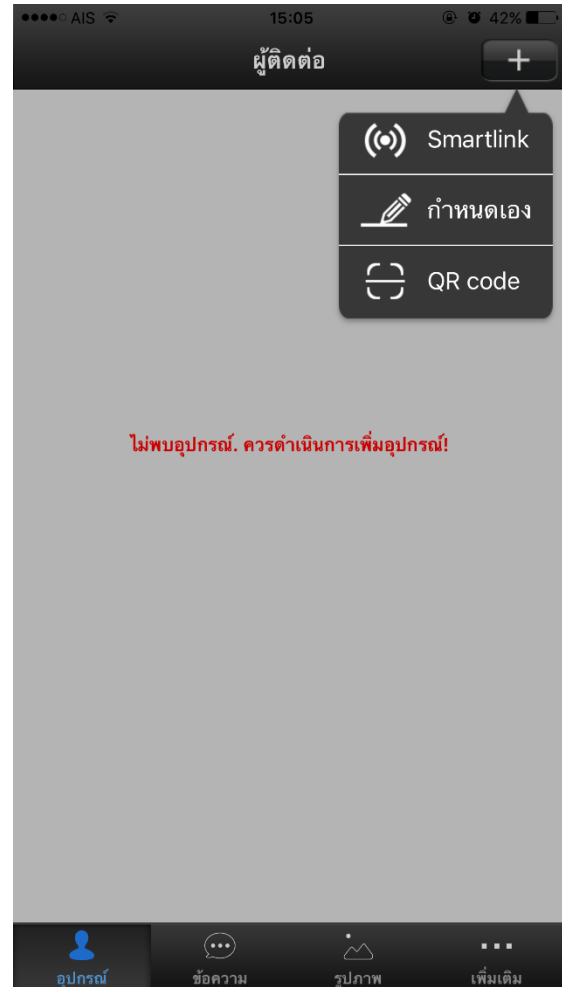 AIS 15:05 42%
ผู้ติดต่อ +
Smartlink
กำหนดเอง
QR code
ไม่พบอุปกรณ์. ควรดำเนินการเพิ่มอุปกรณ์!
อุปกรณ์ ข้อความ รูปภาพ เพิ่มเติม